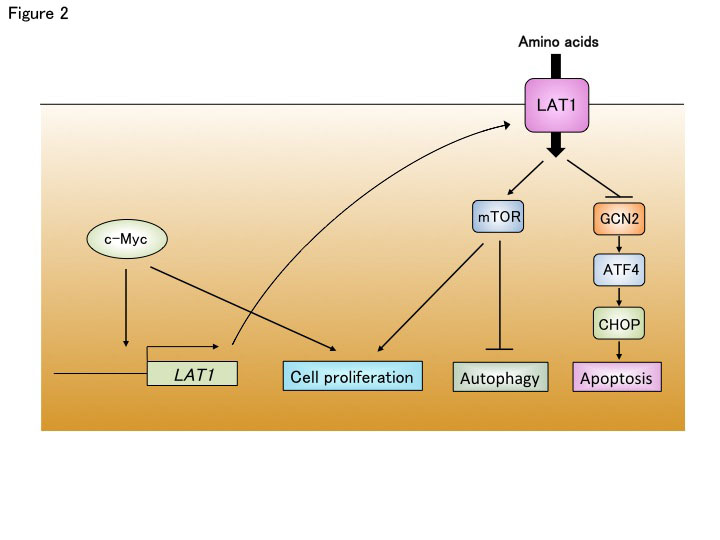 Figure 2
Amino acids
LAT1
mTOR
GCN2
c-Myc
ATF4
CHOP
LAT1
Cell proliferation
Autophagy
Apoptosis